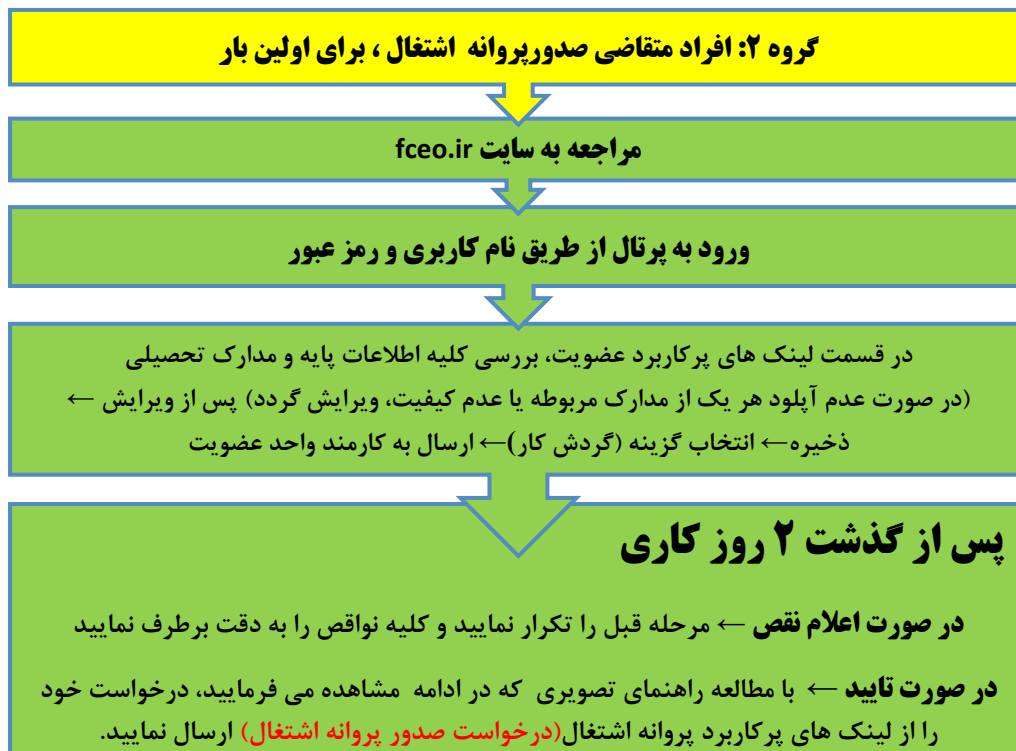 گروه ۲: افراد متقاضی صدورپروانه اشتغال ، برای اولین بار
مراجعه به سایت fceo.ir
ورود به پرتال از طریق نام کاربری و رمز عبور
در قسمت لینک های پرکاربرد عضویت، بررسی کلیه اطلاعات پایه و مدارک تحصیلی
(در صورت عدم آپلود هر یک از مدارک مربوطه یا عدم کیفیت، ویرایش گردد) پس از ویرایش ←
ذخیره← انتخاب گزینه (گردش کار)← ارسال به کارمند واحد عضویت
پس از گذشت ۲ روز کاری
در صورت اعلام نقص ← مرحله قبل را تکرار نمایید و کلیه نواقص را به دقت برطرف نمایید
در صورت تایید ← با مطالعه راهنمای تصویری که در ادامه مشاهده می فرمایید، درخواست خود
را از لینک های پرکاربرد پروانه اشتغال(درخواست صدور پروانه اشتغال) ارسال نمایید.